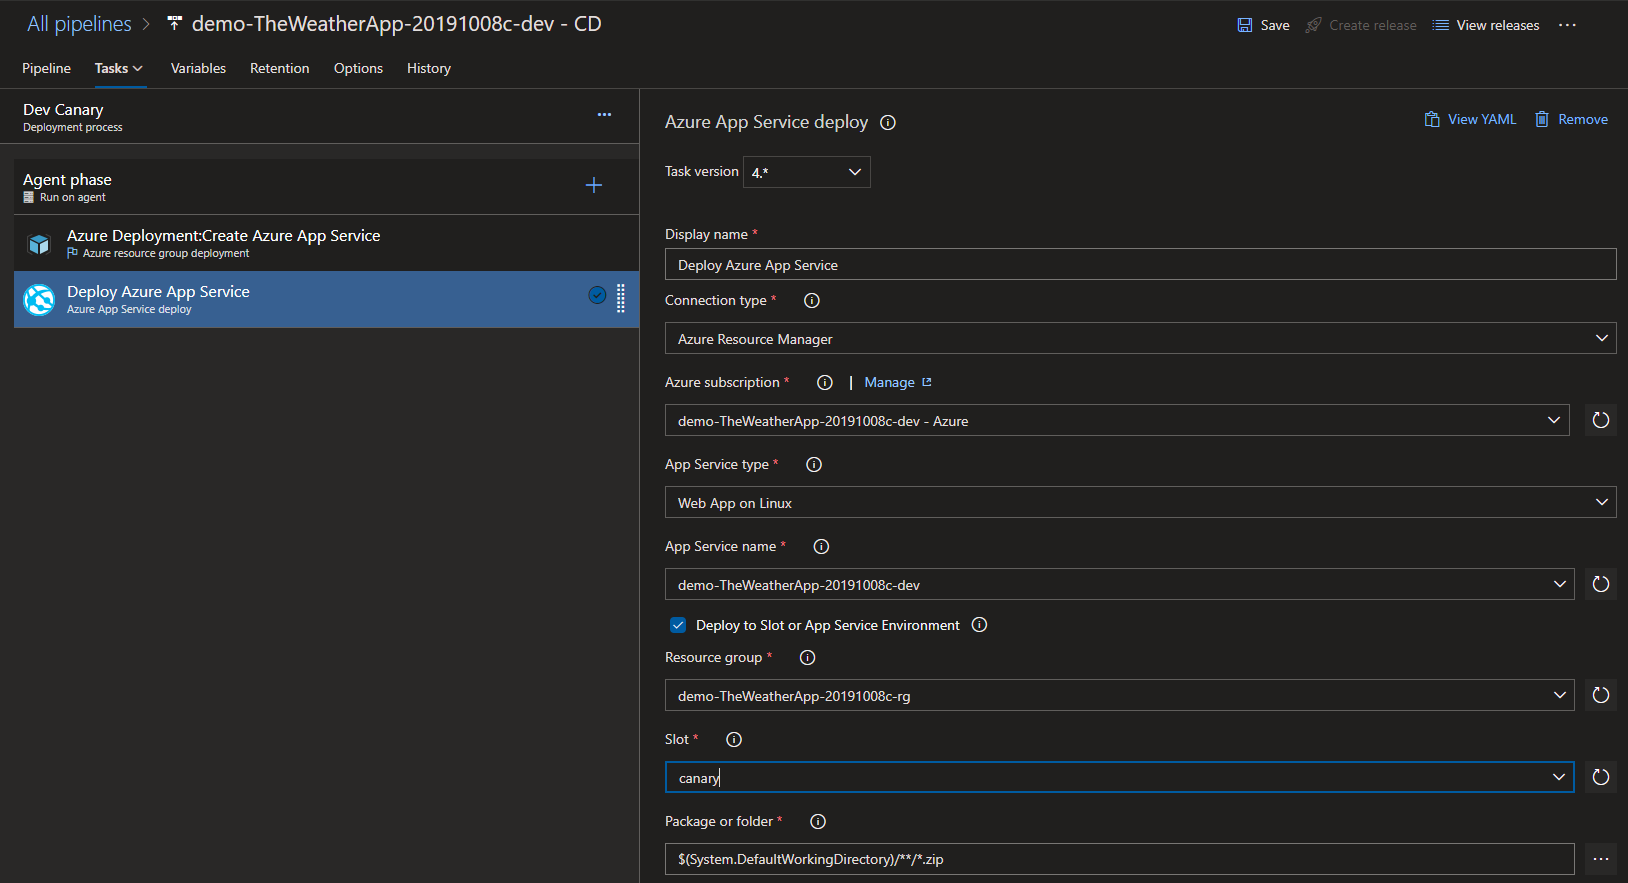 All pipelines > demo-TheWeatherApp-20191008c-dev - CD
Save Create release View releases ...
Pipeline Tasks Variables Retention Options History
Dev Canary
Deployment process
...
Agent phase
Run on agent
Azure Deployment:Create Azure App Service
Azure resource group deployment
Deploy Azure App Service
Azure App Service deploy
Azure App Service deploy
View YAML Remove
Task version 4.*
Display name *
Deploy Azure App Service
Connection type *
Azure Resource Manager
Azure subscription * | Manage
demo-TheWeatherApp-20191008c-dev - Azure
App Service type *
Web App on Linux
App Service name *
demo-TheWeatherApp-20191008c-dev
Deploy to Slot or App Service Environment
Resource group *
demo-TheWeatherApp-20191008c-rg
Slot *
canary
Package or folder *
$(System.DefaultWorkingDirectory)/**/*.zip
...